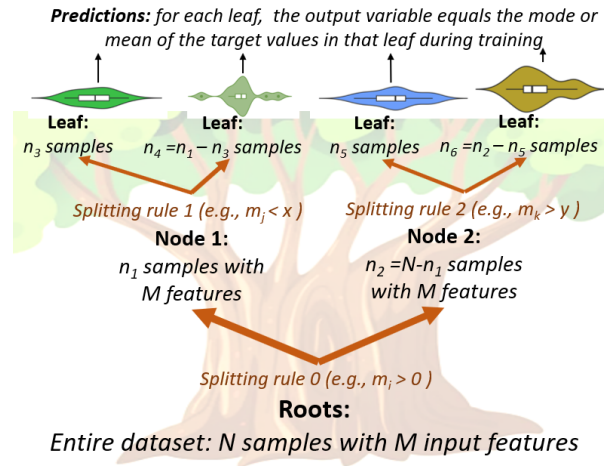 Predictions: for each leaf, the output variable equals the mode or
mean of the target values in that leaf during training
Leaf: Leaf: Leaf: Leaf:
n₃ samples n₄ =n₁ – n₃ samples n₅ samples n₆ =n₂ – n₅ samples
Splitting rule 1 (e.g., mⱼ < x ) Splitting rule 2 (e.g., mₖ > y )
Node 1: Node 2:
n₁ samples with n₂ =N-n₁ samples
M features with M features
Splitting rule 0 (e.g., mᵢ > 0 )
Roots:
Entire dataset: N samples with M input features